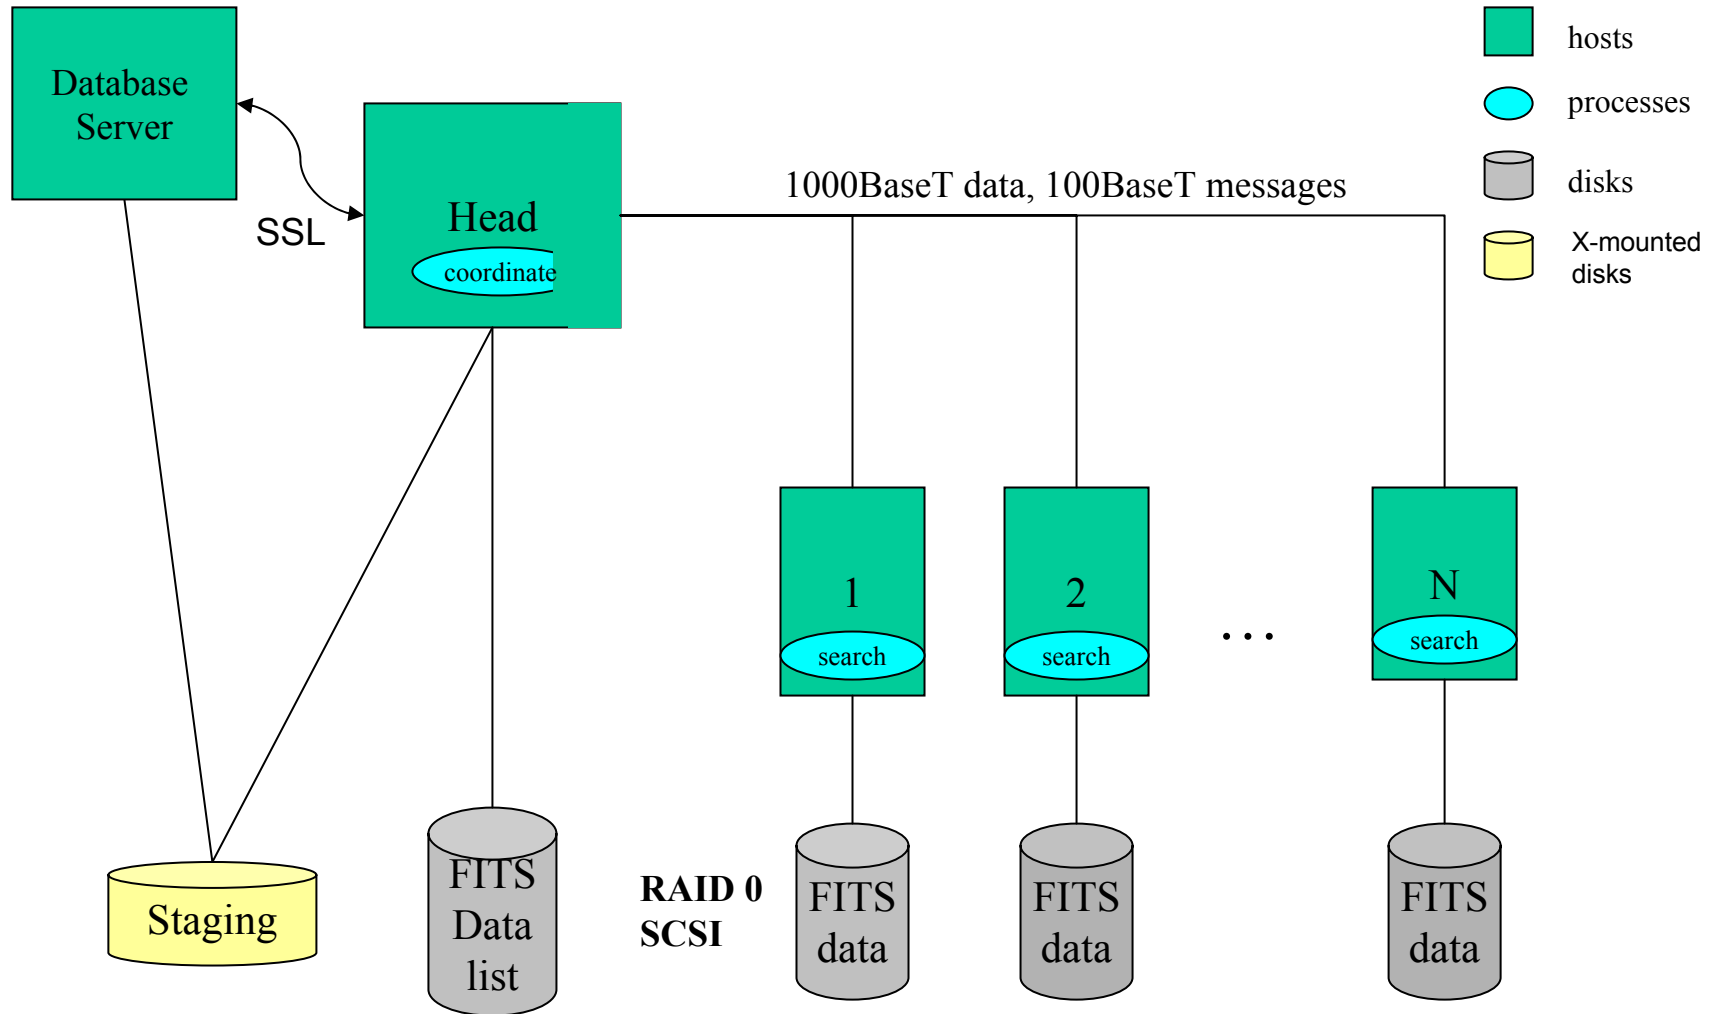 Database
Server
SSL
Head
coordinate
1000BaseT data, 100BaseT messages
hosts
processes
disks
X-mounted
disks
1
search
2
search
...
N
search
Staging
FITS
Data
list
RAID 0
SCSI
FITS
data
FITS
data
FITS
data